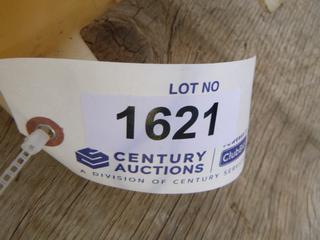 LOT NO
1621
CENTURY
AUCTIONS
A DIVISION OF CENTURY